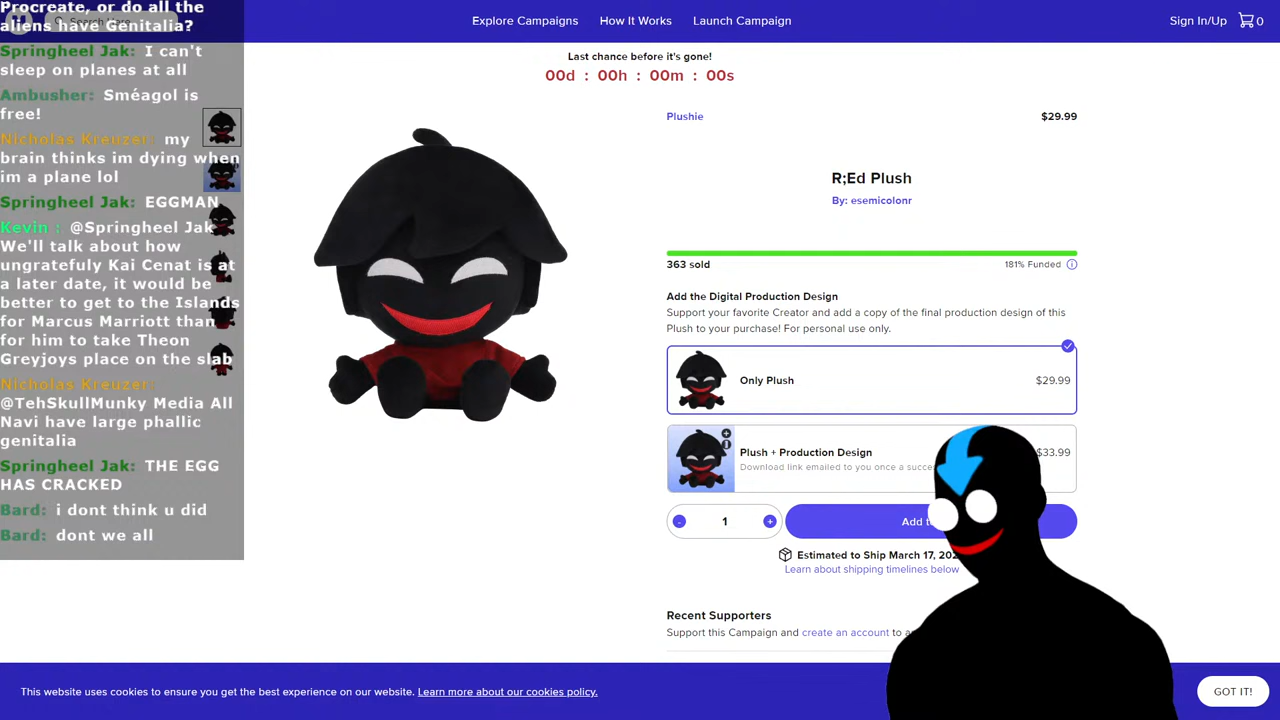 Procreate, or do all the
aliens have Genitalia?
Springheel Jak: I can't
sleep on planes at all
Ambusher: Sméagol is
free!
Nicholas Kreuzer: my
brain thinks im dying when
im a plane lol
Springheel Jak: EGGMAN
Kevin : @Springheel Jak
We'll talk about how
ungratefuly Kai Cenat is at
a later date, it would be
better to get to the Islands
for Marcus Marriott than
for him to take Theon
Greyjoys place on the slab
Nicholas Kreuzer:
@TehSkullMunky Media All
Navi have large phallic
genitalia
Springheel Jak: THE EGG
HAS CRACKED
Bard: i dont think u did
Bard: dont we all
Search Here
Explore Campaigns
How It Works
Launch Campaign
Sign In/Up
0
Last chance before it's gone!
00d : 00h : 00m : 00s
Plushie
$29.99
R;Ed Plush
By: esemicolonr
363 sold
181% Funded
Add the Digital Production Design
Support your favorite Creator and add a copy of the final production design of this
Plush to your purchase! For personal use only.
Only Plush
$29.99
Plush + Production Design
$33.99
Download link emailed to you once a
- 1 +
Add
Estimated to Ship March 17,
Learn about shipping timelines below
Recent Supporters
Support this Campaign and create an account to
This website uses cookies to ensure you get the best experience on our website. Learn more about our cookies policy.
GOT IT!